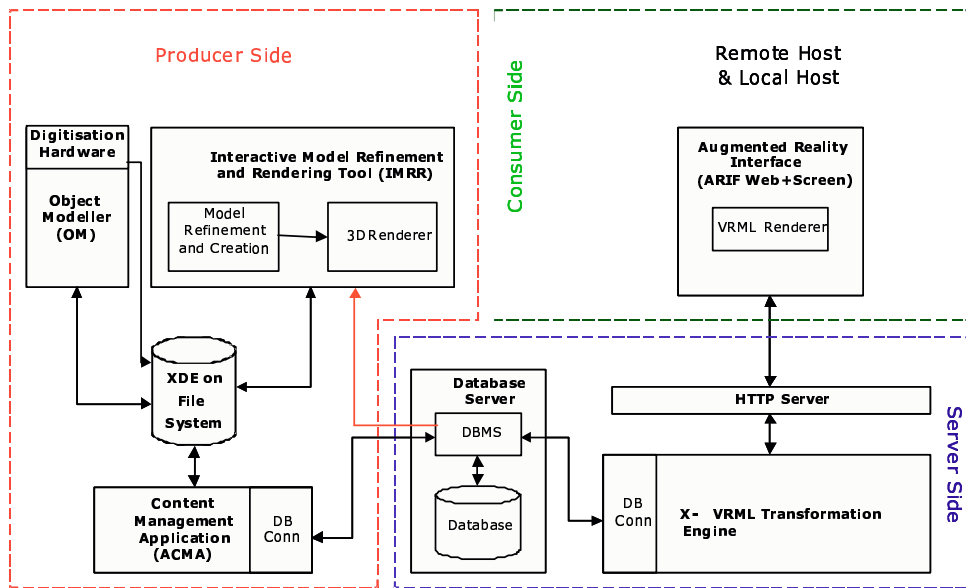 Producer Side
Digitisation
Hardware
Object
Modeller
(OM)
Interactive Model Refinement
and Rendering Tool (IMRR)
Model
Refinement
and Creation
3D Renderer
XDE on
File
System
Content
Management
Application
(ACMA)
DB
Conn
Consumer Side
Remote Host
& Local Host
Augmented Reality
Interface
(ARIF Web+Screen)
VRML Renderer
Database
Server
DBMS
Database
HTTP Server
DB
Conn
X- VRML Transformation
Engine
Server Side